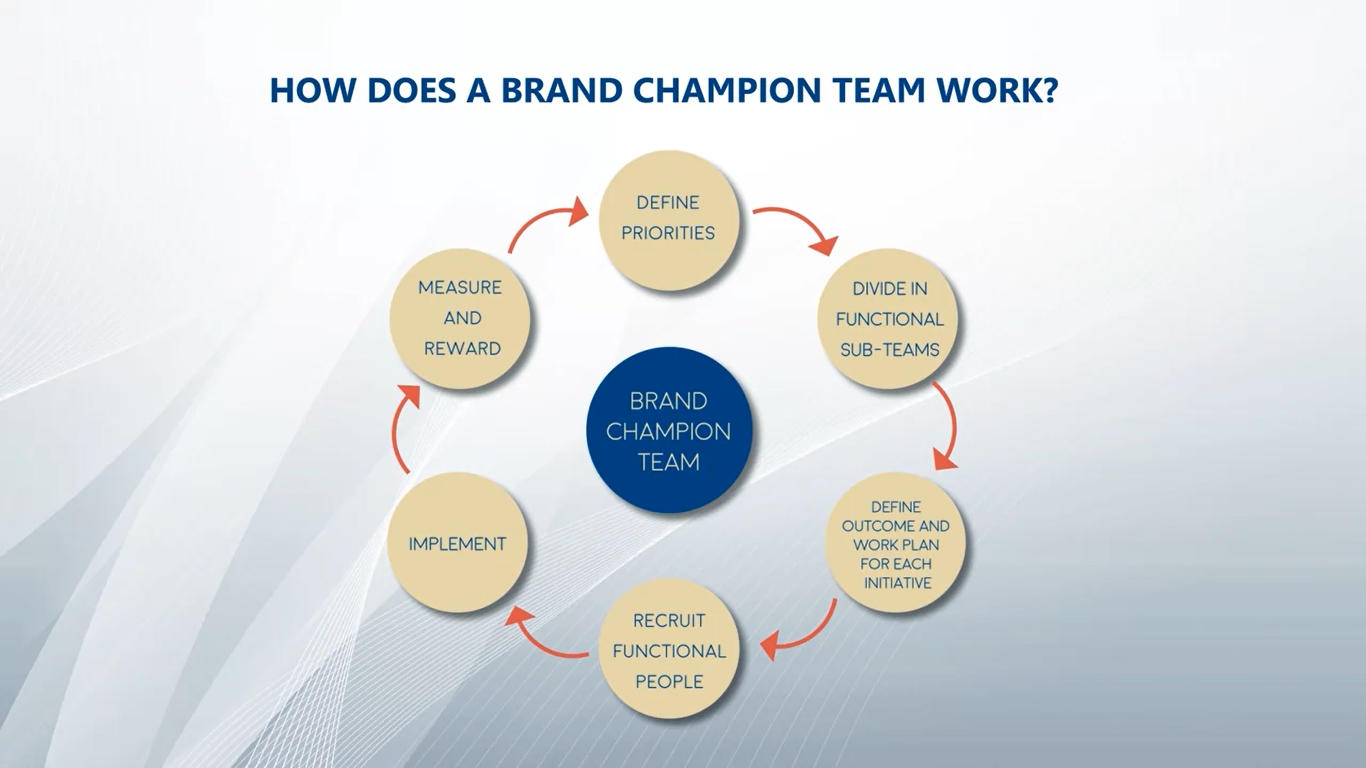 HOW DOES A BRAND CHAMPION TEAM WORK?
DEFINE
PRIORITIES
DIVIDE IN
FUNCTIONAL
SUB-TEAMS
DEFINE
OUTCOME AND
WORK PLAN
FOR EACH
INITIATIVE
RECRUIT
FUNCTIONAL
PEOPLE
IMPLEMENT
MEASURE
AND
REWARD
BRAND
CHAMPION
TEAM